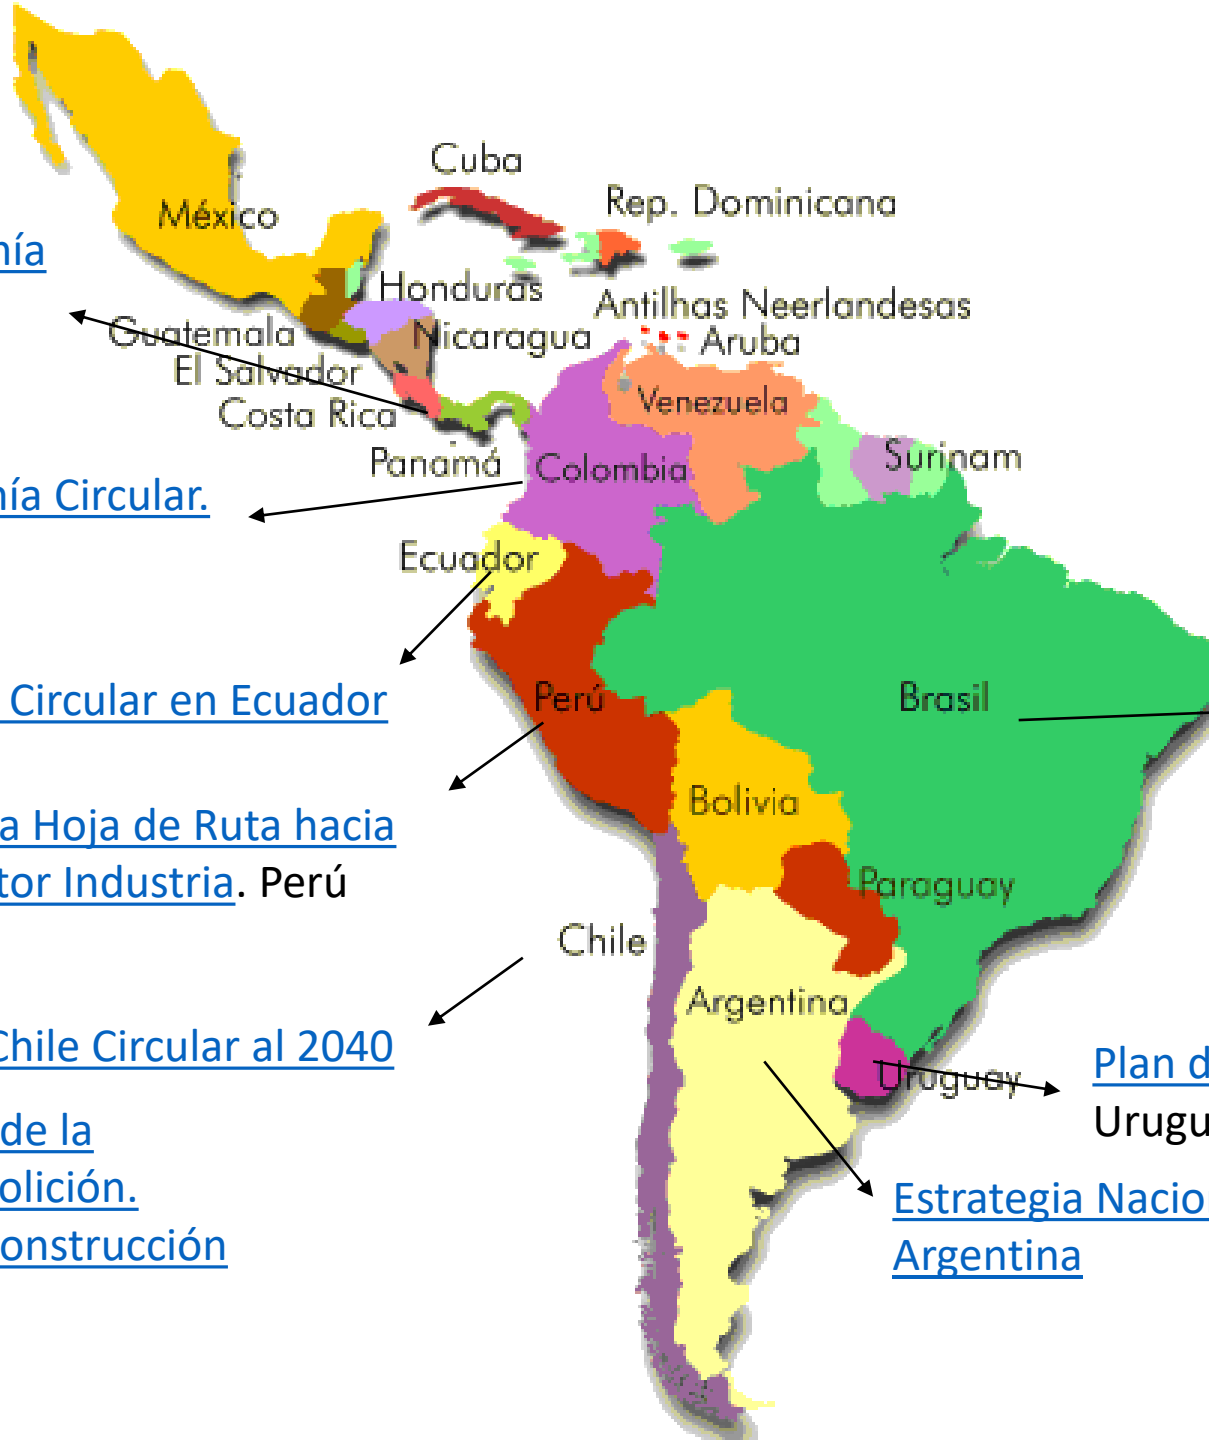 Cuba
Rep. Dominicana
México
nía
Honduras
Antilhas Neerlandesas
Guatemala
Nicaragua
Aruba
El Salvador
Venezuela
Costa Rica
Panamá
Colombia
Surinam
nía Circular.
Ecuador
Circular en Ecuador
Perú
Brasil
Bolivia
a Hoja de Ruta hacia
tor Industria. Perú
Paraguay
Chile
Argentina
Chile Circular al 2040
Uruguay
Plan d
Urugu
de la
olición.
onstrucción
Estrategia Nacio
Argentina